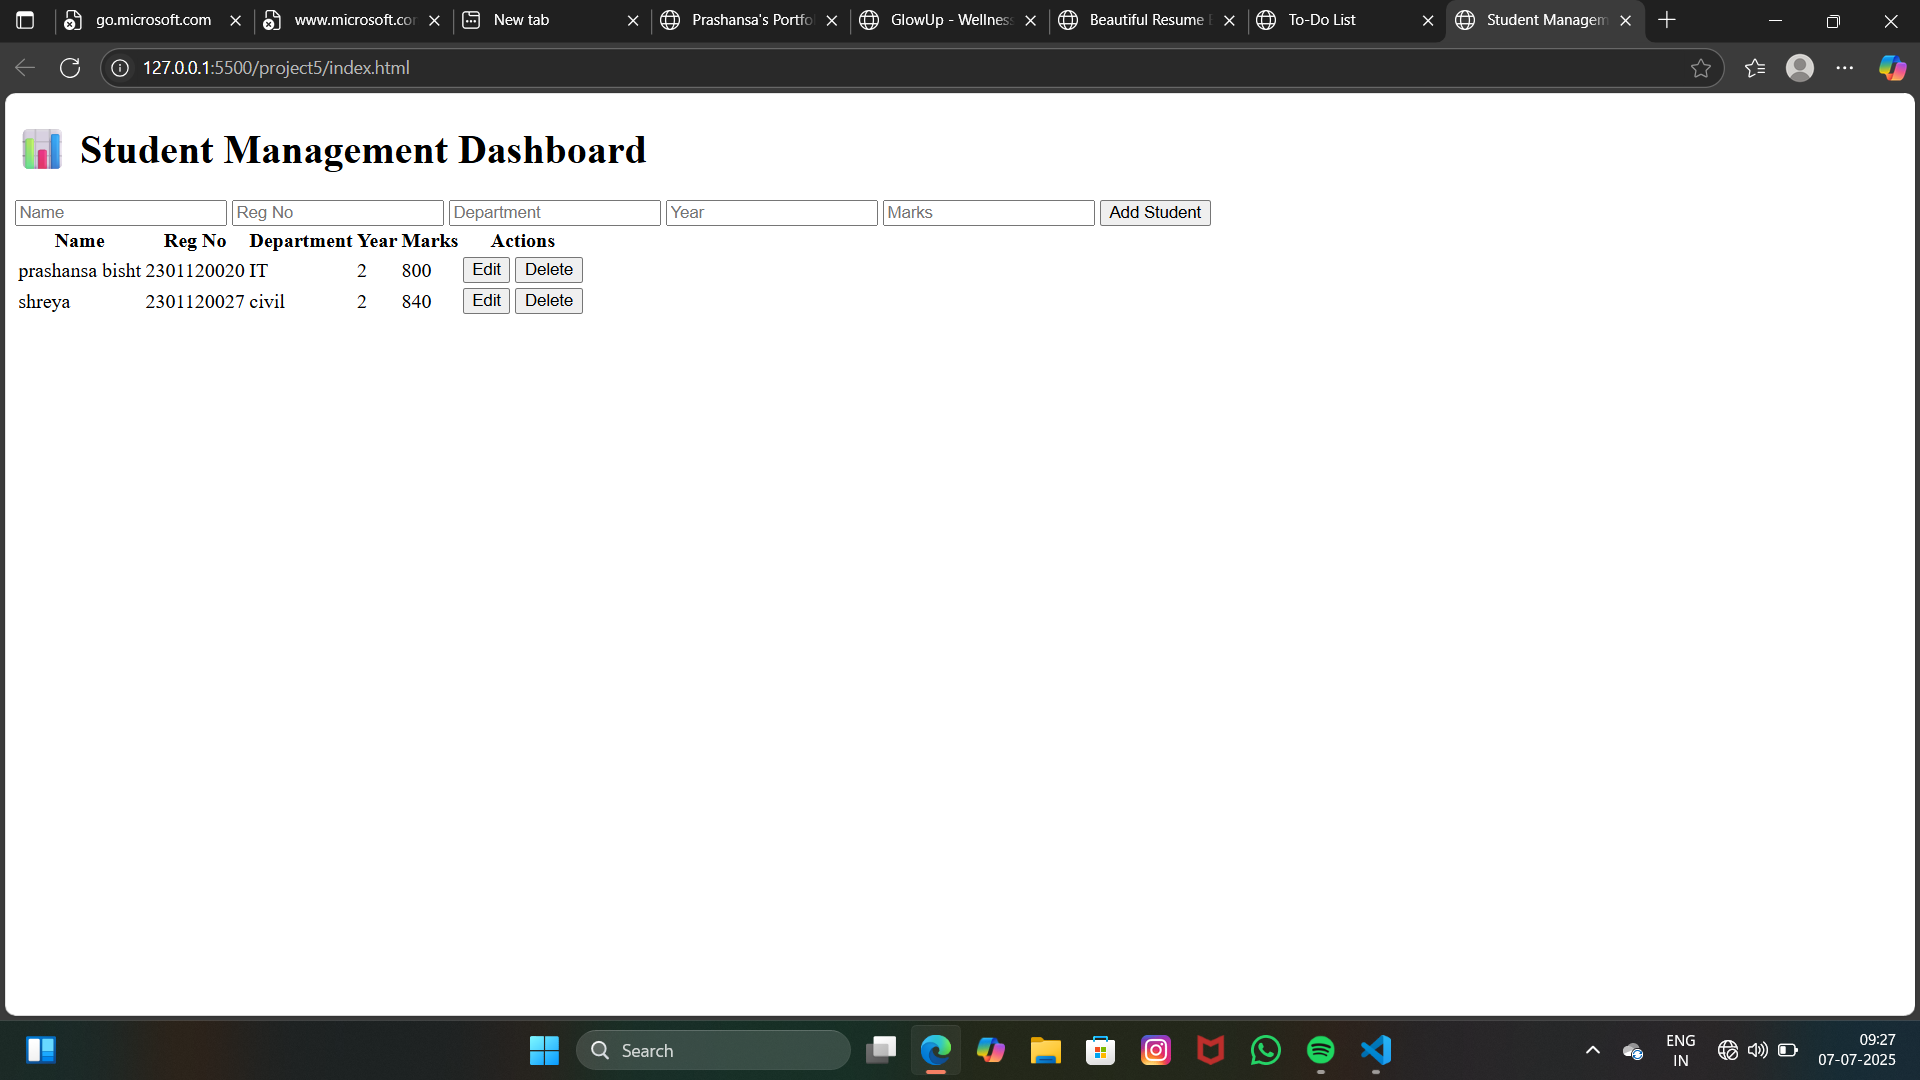 go.microsoft.com
www.microsoft.cor
New tab
Prashansa's Portfo
GlowUp - Wellness
Beautiful Resume
To-Do List
Student Managem
127.0.0.1:5500/project5/index.html
Student Management Dashboard
Name Reg No Department Year Marks Add Student
Name Reg No Department Year Marks Actions
prashansa bisht 2301120020 IT 2 800 Edit Delete
shreya 2301120027 civil 2 840 Edit Delete
Search
ENG
IN
09:27
07-07-2025